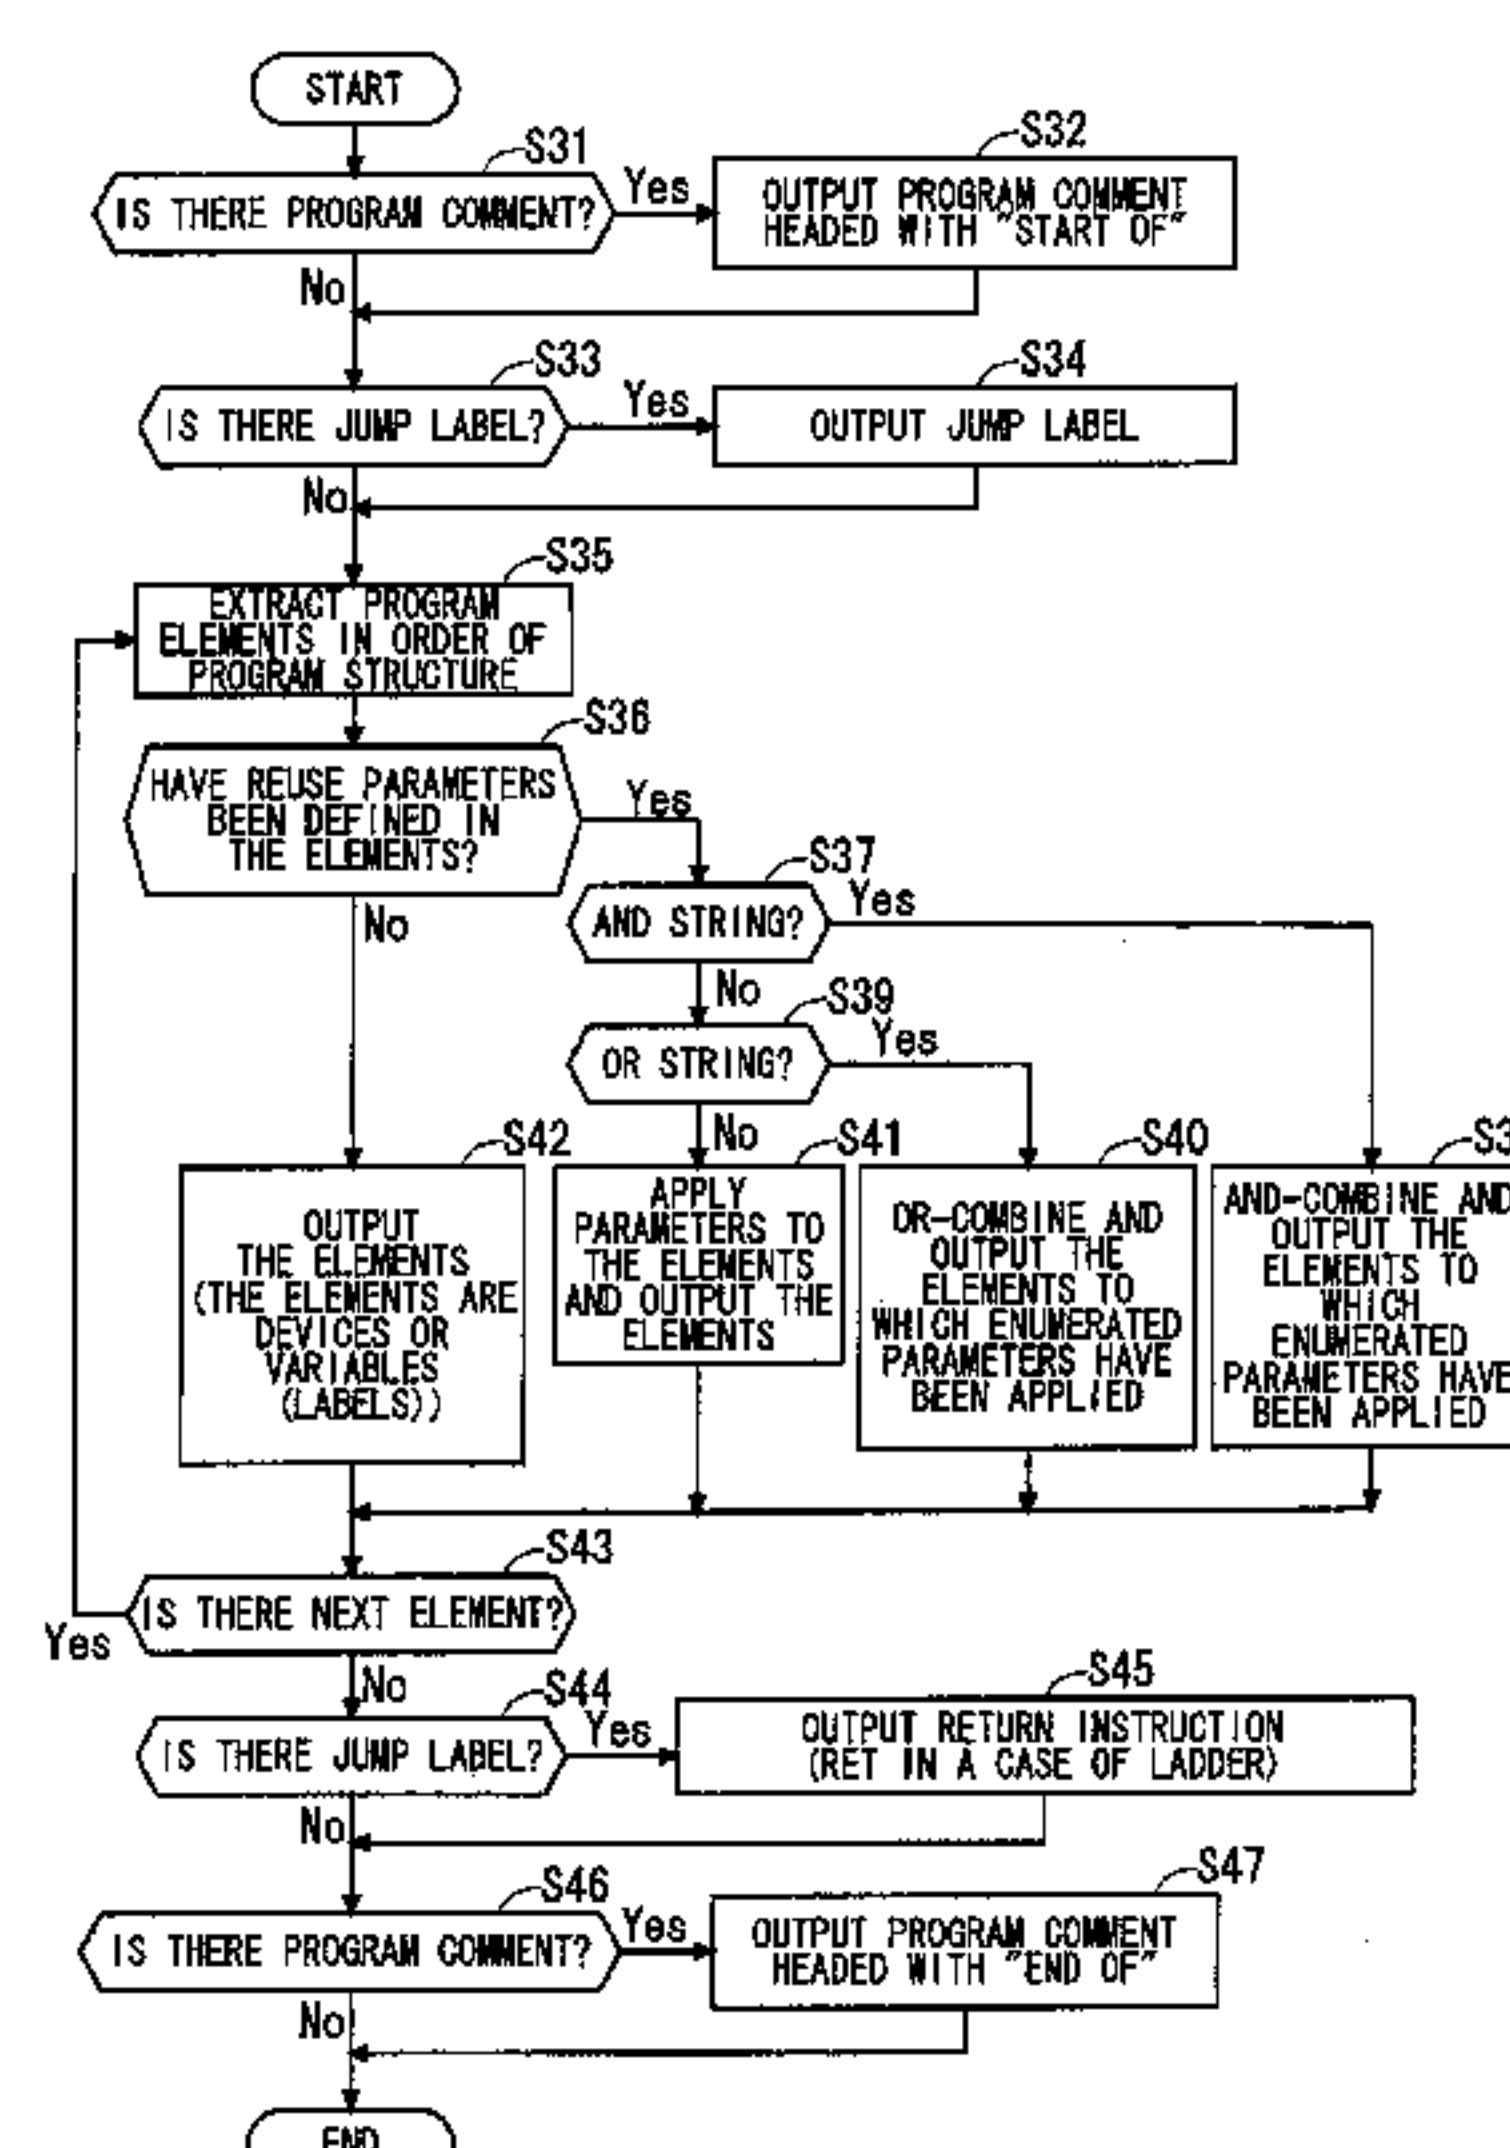 START
S31
IS THERE PROGRAM COMMENT?
Yes
S32
OUTPUT PROGRAM COMMENT
HEADED WITH "START OF"
No
S33
IS THERE JUMP LABEL?
Yes
S34
OUTPUT JUMP LABEL
No
S35
EXTRACT PROGRAM
ELEMENTS IN ORDER OF
PROGRAM STRUCTURE
S36
HAVE REUSE PARAMETERS
BEEN DEFINED IN
THE ELEMENTS?
Yes
No
S37
AND STRING?
Yes
No
S39
OR STRING?
Yes
No
S42
OUTPUT
THE ELEMENTS
(THE ELEMENTS ARE
DEVICES OR
VARIABLES
(LABELS))
S41
APPLY
PARAMETERS TO
THE ELEMENTS
AND OUTPUT THE
ELEMENTS
S40
OR-COMBINE AND
OUTPUT THE
ELEMENTS TO
WHICH ENUMERATED
PARAMETERS HAVE
BEEN APPLIED
AND-COMBINE AND
OUTPUT THE
ELEMENTS TO
WHICH
ENUMERATED
PARAMETERS HAVE
BEEN APPLIED
S43
IS THERE NEXT ELEMENT?
Yes
No
S44
IS THERE JUMP LABEL?
Yes
S45
OUTPUT RETURN INSTRUCTION
(RET IN A CASE OF LADDER)
No
S46
IS THERE PROGRAM COMMENT?
Yes
S47
OUTPUT PROGRAM COMMENT
HEADED WITH "END OF"
No
END